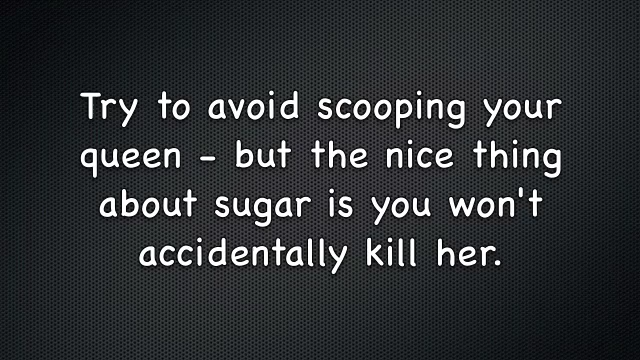 Try to avoid scooping your
queen - but the nice thing
about sugar is you won't
accidentally kill her.